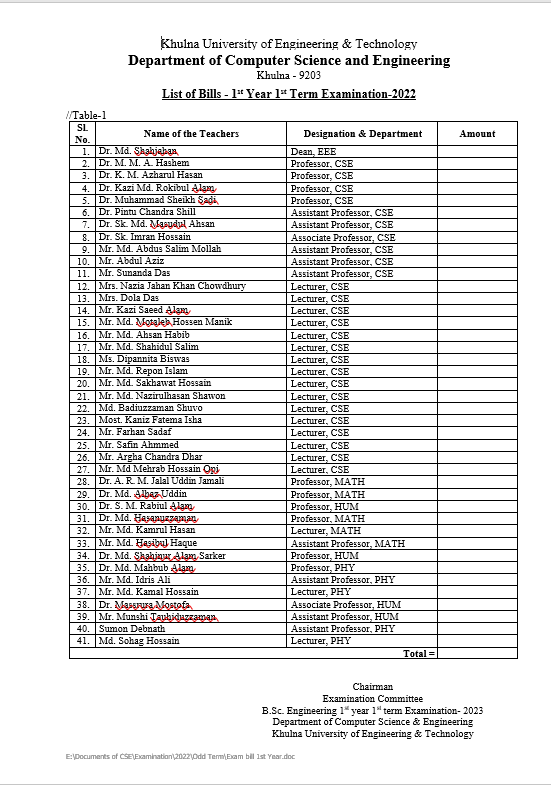 Khulna University of Engineering & Technology
Department of Computer Science and Engineering
Khulna - 9203
List of Bills - 1st Year 1st Term Examination-2022
//Table-1
Sl. No. Name of the Teachers Designation & Department Amount
1. Dr. Md. Shahjahan Dean, EEE
2. Dr. M. M. A. Hashem Professor, CSE
3. Dr. K. M. Azharul Hasan Professor, CSE
4. Dr. Kazi Md. Rokibul Alam Professor, CSE
5. Dr. Muhammad Sheikh Sadi Professor, CSE
6. Dr. Pintu Chandra Shill Assistant Professor, CSE
7. Dr. Sk. Md. Masudul Ahsan Assistant Professor, CSE
8. Dr. Sk. Imran Hossain Associate Professor, CSE
9. Mr. Md. Abdus Salim Mollah Assistant Professor, CSE
10. Mr. Abdul Aziz Assistant Professor, CSE
11. Mr. Sunanda Das Assistant Professor, CSE
12. Mrs. Nazia Jahan Khan Chowdhury Lecturer, CSE
13. Mrs. Dola Das Lecturer, CSE
14. Mr. Kazi Saeed Alam Lecturer, CSE
15. Mr. Md. Motaleb Hossen Manik Lecturer, CSE
16. Mr. Md. Ahsan Habib Lecturer, CSE
17. Mr. Md. Shahidul Salim Lecturer, CSE
18. Ms. Dipannita Biswas Lecturer, CSE
19. Mr. Md. Repon Islam Lecturer, CSE
20. Mr. Md. Sakhawat Hossain Lecturer, CSE
21. Mr. Md. Nazirulhasan Shawon Lecturer, CSE
22. Md. Badiuzzaman Shuvo Lecturer, CSE
23. Most. Kaniz Fatema Isha Lecturer, CSE
24. Mr. Farhan Sadaf Lecturer, CSE
25. Mr. Safin Ahmmed Lecturer, CSE
26. Mr. Argha Chandra Dhar Lecturer, CSE
27. Mr. Md Mehrab Hossain Opi Lecturer, CSE
28. Dr. A. R. M. Jalal Uddin Jamali Professor, MATH
29. Dr. Md. Alhaz Uddin Professor, MATH
30. Dr. S. M. Rabiul Alam Professor, HUM
31. Dr. Md. Hasanuzzaman Professor, MATH
32. Mr. Md. Kamrul Hasan Lecturer, MATH
33. Mr. Md. Hasibul Haque Assistant Professor, MATH
34. Dr. Md. Shahinur Alam Sarker Professor, HUM
35. Dr. Md. Mahbub Alam Professor, PHY
36. Mr. Md. Idris Ali Assistant Professor, PHY
37. Mr. Md. Kamal Hossain Lecturer, PHY
38. Dr. Massrura Mostofa Associate Professor, HUM
39. Mr. Munshi Tauhiduzzaman Assistant Professor, HUM
40. Sumon Debnath Assistant Professor, PHY
41. Md. Sohag Hossain Lecturer, PHY
Total =
Chairman
Examination Committee
B.Sc. Engineering 1st year 1st term Examination- 2023
Department of Computer Science & Engineering
Khulna University of Engineering & Technology
E:\Documents of CSE\Examination\2022\Odd Term\Exam bill 1st Year.doc